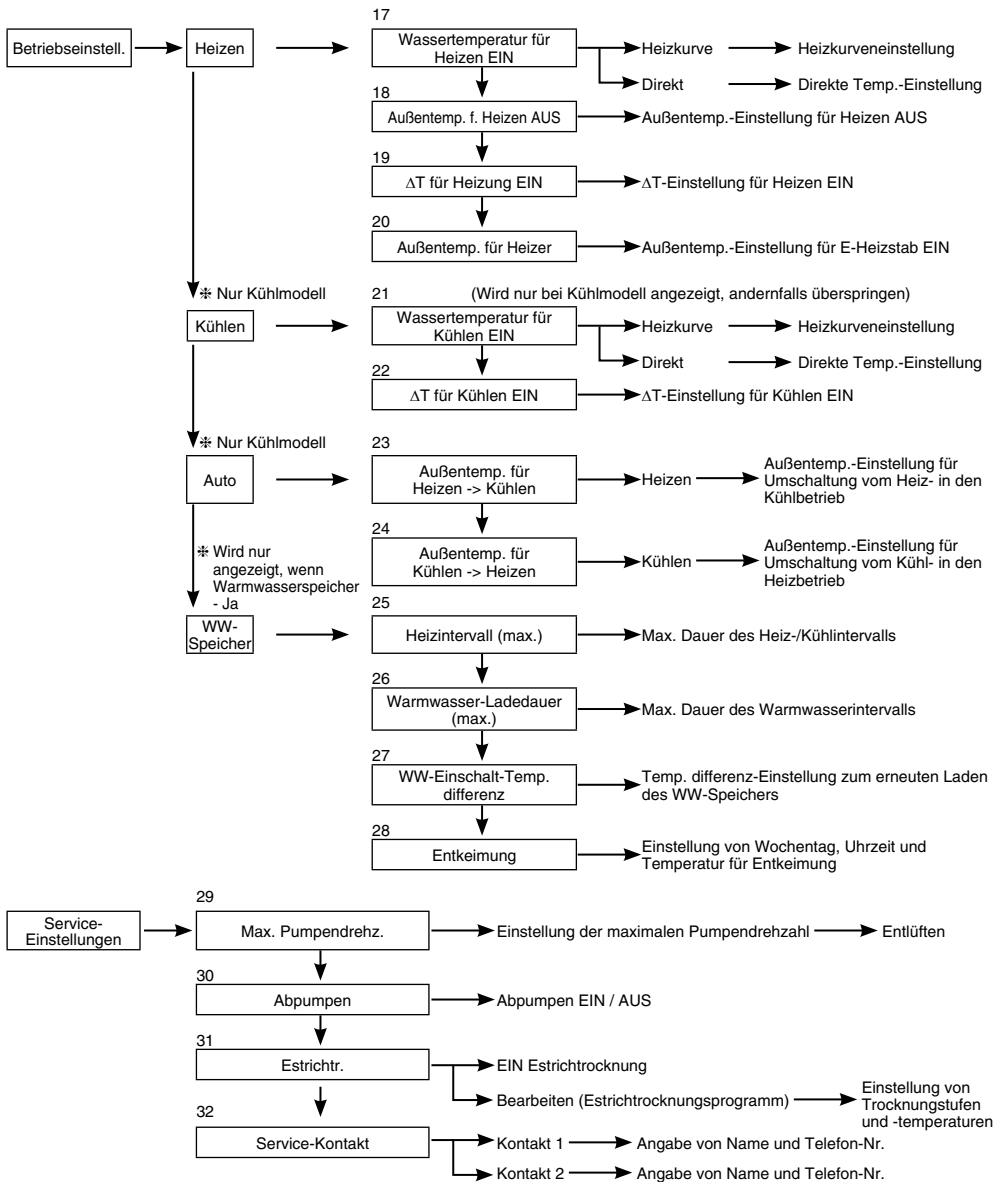 17
Betriebseinstell.
Heizen
Wassertemperatur für
Heizen EIN
Heizkurve
Heizkurveneinstellung
Direkt
Direkte Temp.-Einstellung
18
Außentemp. f. Heizen AUS
Außentemp.-Einstellung für Heizen AUS
19
ΔT für Heizung EIN
ΔT-Einstellung für Heizen EIN
20
Außentemp. für Heizer
Außentemp.-Einstellung für E-Heizstab EIN
❉ Nur Kühlmodell
21
(Wird nur bei Kühlmodell angezeigt, andernfalls überspringen)
Kühlen
Wassertemperatur für
Kühlen EIN
Heizkurve
Heizkurveneinstellung
Direkt
Direkte Temp.-Einstellung
22
ΔT für Kühlen EIN
ΔT-Einstellung für Kühlen EIN
❉ Nur Kühlmodell
23
Auto
Außentemp. für
Heizen -> Kühlen
Heizen
Außentemp.-Einstellung für
Umschaltung vom Heiz- in den
Kühlbetrieb
24
Außentemp. für
Kühlen -> Heizen
Kühlen
Außentemp.-Einstellung für
Umschaltung vom Kühl- in den
Heizbetrieb
❉ Wird nur
angezeigt, wenn
Warmwasserspeicher
- Ja
25
WW-
Speicher
Heizintervall (max.)
Max. Dauer des Heiz-/Kühlintervalls
26
Warmwasser-Ladedauer
(max.)
Max. Dauer des Warmwasserintervalls
27
WW-Einschalt-Temp.
differenz
Temp. differenz-Einstellung zum erneuten Laden
des WW-Speichers
28
Entkeimung
Einstellung von Wochentag, Uhrzeit und
Temperatur für Entkeimung
29
Service-
Einstellungen
Max. Pumpendrehz.
Einstellung der maximalen Pumpendrehzahl
Entlüften
30
Abpumpen
Abpumpen EIN / AUS
31
Estrichtr.
EIN Estrichtrocknung
Bearbeiten (Estrichtrocknungsprogramm)
Einstellung von
Trocknungstufen
und -temperaturen
32
Service-Kontakt
Kontakt 1
Angabe von Name und Telefon-Nr.
Kontakt 2
Angabe von Name und Telefon-Nr.